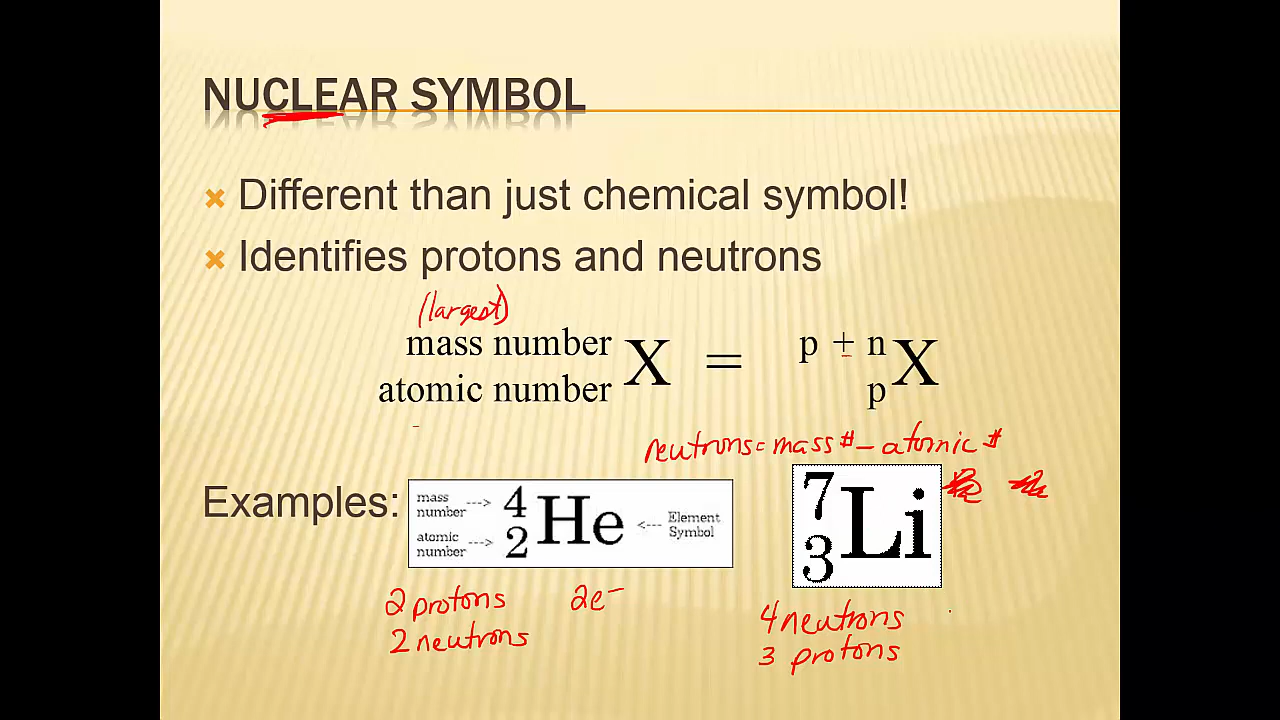 NUCLEAR SYMBOL
Different than just chemical symbol!
Identifies protons and neutrons
(largest)
mass number X = p + n X
atomic number p
neutrons = mass # - atomic #
Examples:
mass number ---> 4 He <--- Element Symbol
atomic number ---> 2
7 Li
3
2 protons 2e-
2 neutrons
4 neutrons
3 protons